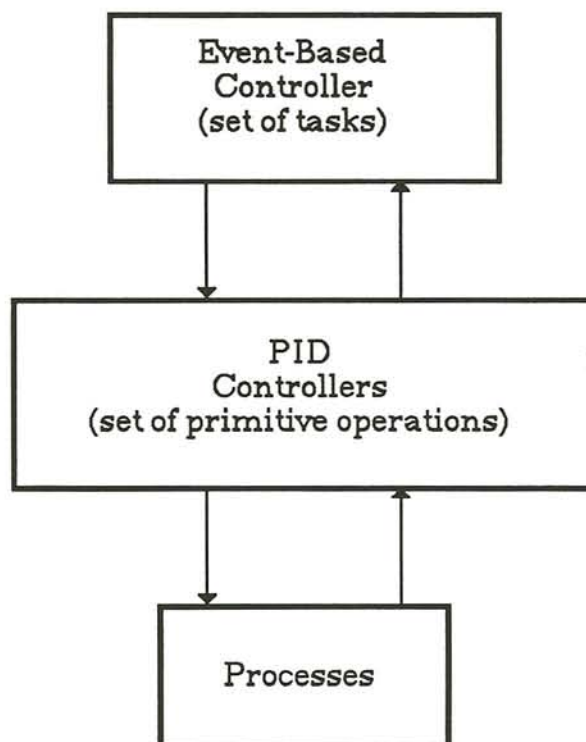 Event-Based
Controller
(set of tasks)
PID
Controllers
(set of primitive operations)
Processes